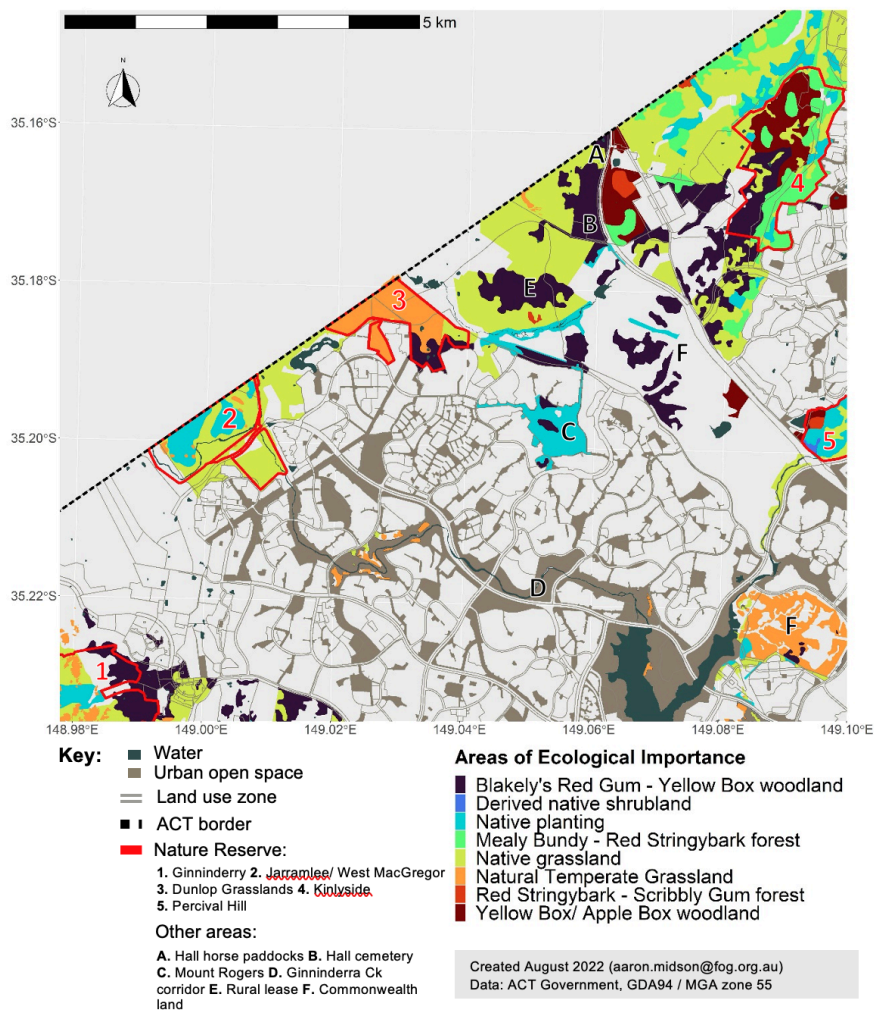 5 km
N
35.16°S
A
4
B
35.18°S
E
3
F
2
35.20°S
C
5
D
35.22°S
F
1
148.98°E 149.00°E 149.02°E 149.04°E 149.06°E 149.08°E 149.10°E
Key:
Water
Urban open space
Land use zone
ACT border
Nature Reserve:
1. Ginninderry 2. Jarramlee/ West MacGregor
3. Dunlop Grasslands 4. Kinlyside
5. Percival Hill
Other areas:
A. Hall horse paddocks B. Hall cemetery
C. Mount Rogers D. Ginninderra Ck
corridor E. Rural lease F. Commonwealth
land
Areas of Ecological Importance
Blakely's Red Gum - Yellow Box woodland
Derived native shrubland
Native planting
Mealy Bundy - Red Stringybark forest
Native grassland
Natural Temperate Grassland
Red Stringybark - Scribbly Gum forest
Yellow Box/ Apple Box woodland
Created August 2022 (aaron.midson@fog.org.au)
Data: ACT Government, GDA94 / MGA zone 55